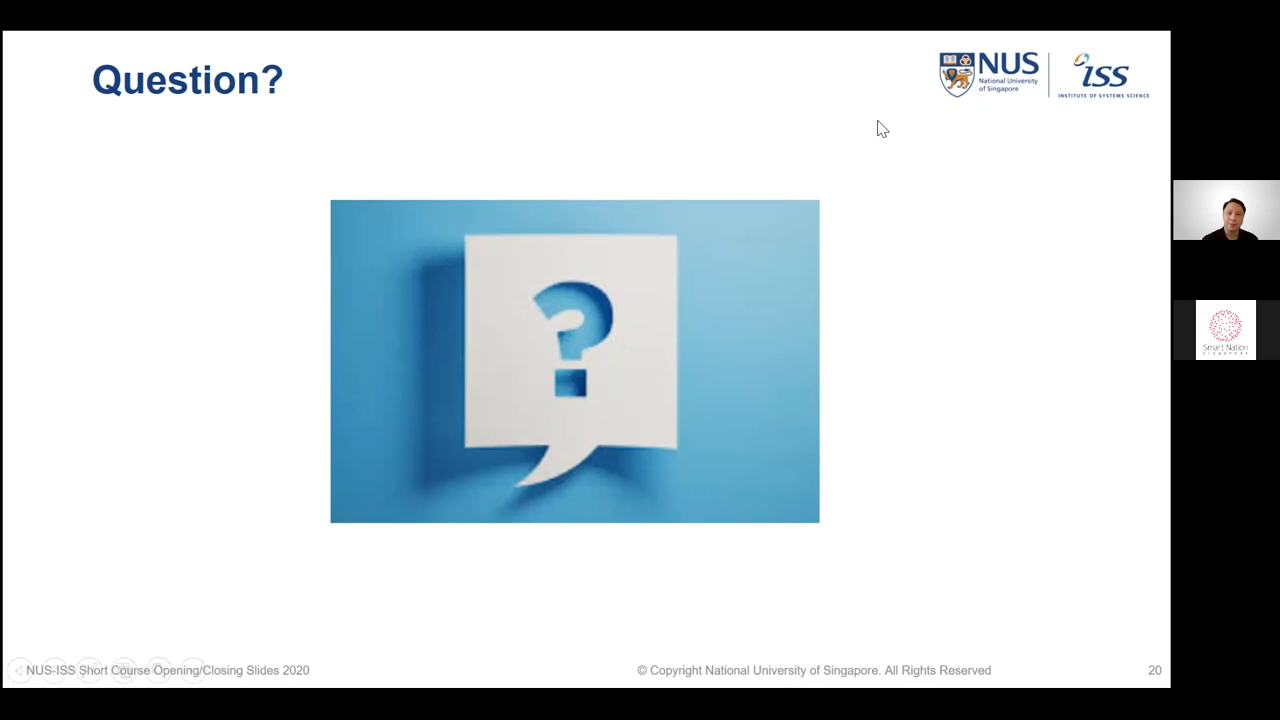 Question?
NUS
National University
of Singapore
ISS
INSTITUTE OF SYSTEMS SCIENCE
?
Smart Nation
SINGAPORE
NUS-ISS Short Course Opening/Closing Slides 2020
© Copyright National University of Singapore. All Rights Reserved
20